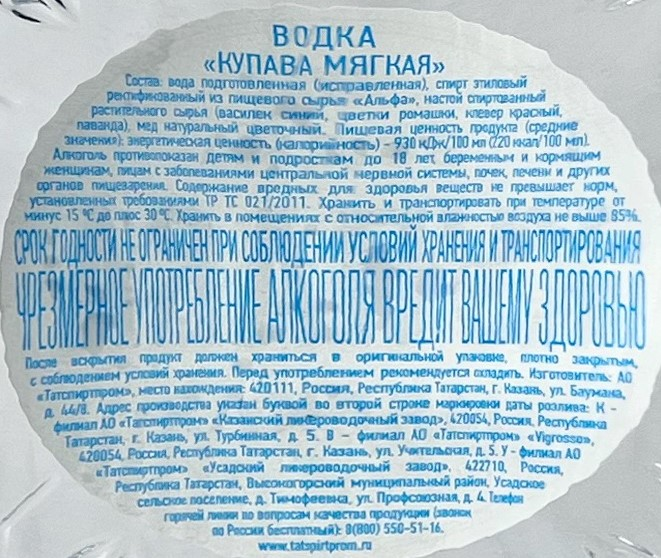 ВОДКА
«КУПАВА МЯГКАЯ»
Состав: вода подготовленная (исправленная), спирт этиловый
ректификованный из пищевого сырья «Альфа», настой спиртованный
растительного сырья (василек синий, цветки ромашки, клевер красный,
лаванда), мед натуральный цветочный. Пищевая ценность продукта (средние
значения): энергетическая ценность (калорийность) – 930 кДж/100 мл (220 ккал/100 мл).
Алкоголь противопоказан детям и подросткам до 18 лет, беременным и кормящим
женщинам, лицам с заболеваниями центральной нервной системы, почек, печени и других
органов пищеварения. Содержание вредных для здоровья веществ не превышает норм,
установленных требованиями ТР ТС 021/2011. Хранить и транспортировать при температуре от
минус 15 °С до плюс 30 °С. Хранить в помещениях с относительной влажностью воздуха не выше 85%.
СРОК ГОДНОСТИ НЕ ОГРАНИЧЕН ПРИ СОБЛЮДЕНИИ УСЛОВИЙ ХРАНЕНИЯ И ТРАНСПОРТИРОВАНИЯ
ЧРЕЗМЕРНОЕ УПОТРЕБЛЕНИЕ АЛКОГОЛЯ ВРЕДИТ ВАШЕМУ ЗДОРОВЬЮ
После вскрытия продукт должен храниться в оригинальной упаковке, плотно закрытым,
с соблюдением условий хранения. Перед употреблением рекомендуется охладить. Изготовитель: АО
«Татспиртпром», место нахождения: 420111, Россия, Республика Татарстан, г. Казань, ул. Баумана,
д. 44/8. Адрес производства указан буквой во второй строке маркировки даты розлива: К -
филиал АО «Татспиртпром» «Казанский ликероводочный завод», 420054, Россия, Республика
Татарстан, г. Казань, ул. Турбинная, д. 5. В – филиал АО «Татспиртпром» «Vigrosso»,
420054, Россия, Республика Татарстан, г. Казань, ул. Учительская, д. 5. У - филиал АО
«Татспиртпром» «Усадский ликероводочный завод», 422710, Россия,
Республика Татарстан, Высокогорский муниципальный район, Усадское
сельское поселение, д. Тимофеевка, ул. Профсоюзная, д. 4. Телефон
горячей линии по вопросам качества продукции (звонок
по России бесплатный): 8(800) 550-51-16.
www.tatspirtprom.ru